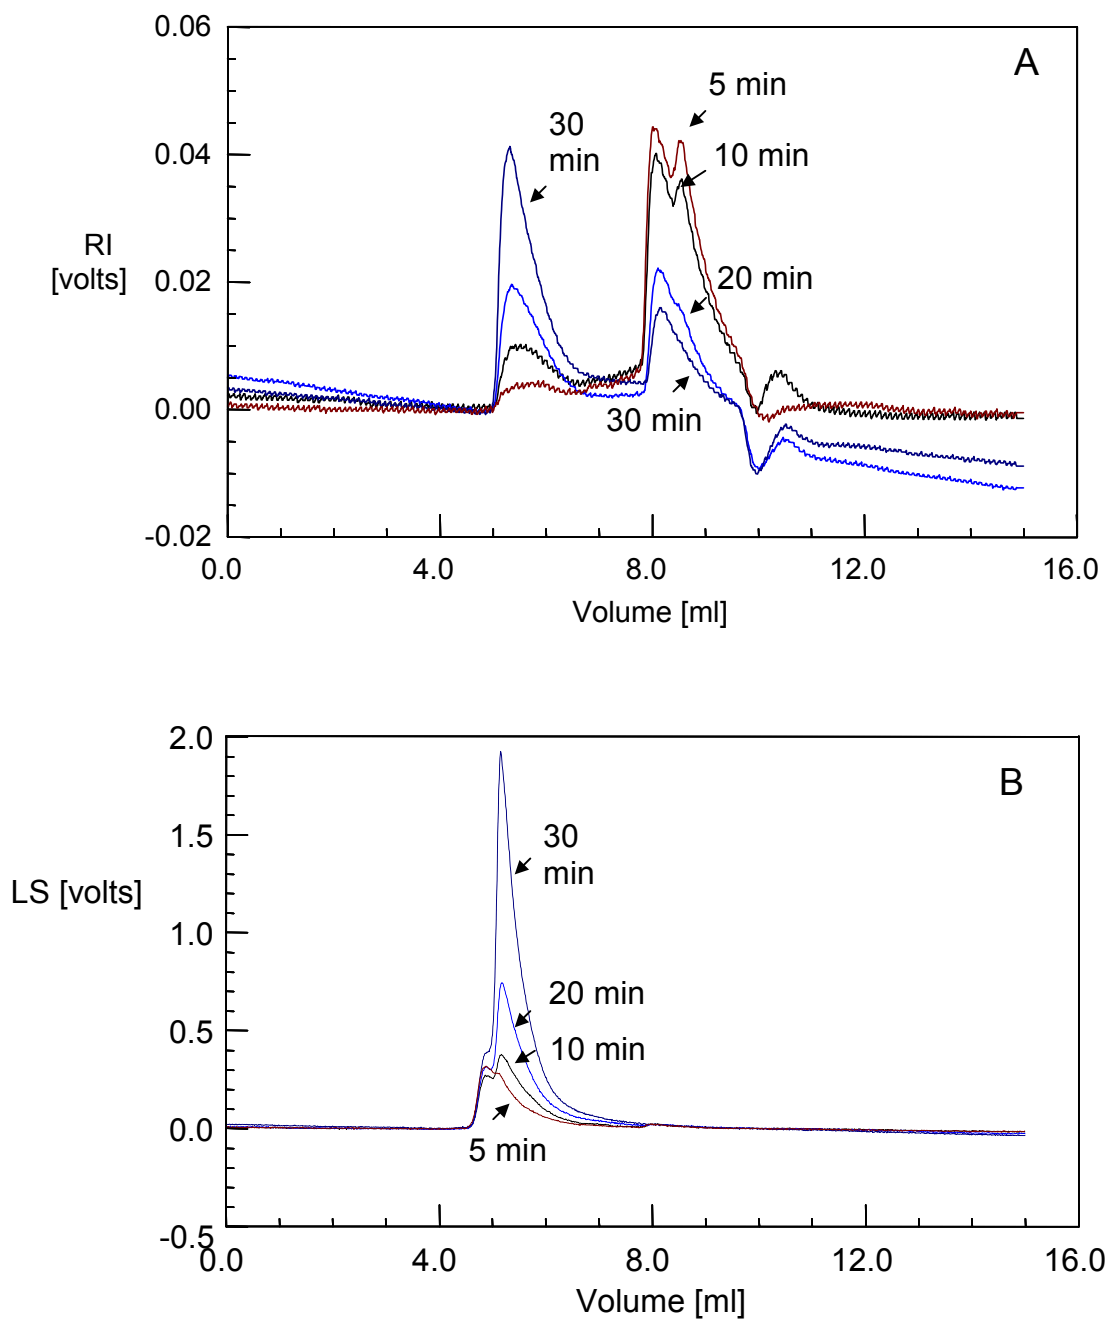 0.06
A
5 min
30
min
10 min
0.04
RI
[volts]
0.02
20 min
0.00
30 min
-0.02
0.0 4.0 8.0 12.0 16.0
Volume [ml]
2.0
B
1.5
30
min
LS [volts]
1.0
20 min
0.5
10 min
0.0
5 min
-0.5
0.0 4.0 8.0 12.0 16.0
Volume [ml]